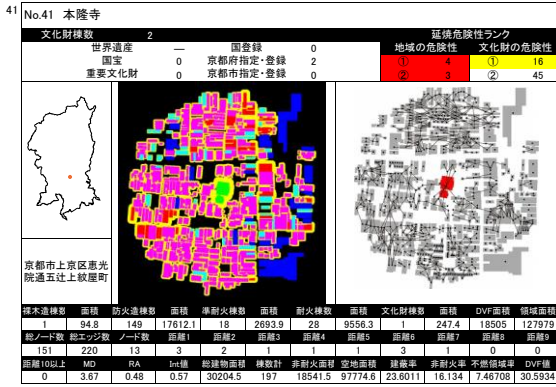 41
No.41 本隆寺
文化財棟数 2 延焼危険性ランク
世界遺産 — 国登録 0 地域の危険性 文化財の危険性
国宝 0 京都府指定・登録 2 ① 4 ① 16
重要文化財 0 京都市指定・登録 0 ② 3 ② 45
京都市上京区恵光
院通五辻上紋屋町
裸木造棟数 面積 防火造棟数 面積 準耐火棟数 面積 耐火棟数 面積 文化財棟数 面積 DVF面積 領域面積
1 94.8 149 17612.1 18 2693.9 28 9556.3 1 247.4 18505 127979
総ノード数 総エッジ数 ノード数 距離1 距離2 距離3 距離4 距離5 距離6 距離7 距離8 距離9
151 220 13 3 2 1 1 1 3 2 0 0
距離10以上 MD RA Int値 総建物面積 棟数計 非耐火面積 空地面積 建蔽率 非耐火率 不燃領域率 DVF値
0 3.67 0.48 0.57 30204.5 197 18541.5 97774.6 23.6011 16.134 7.46708 30.5934